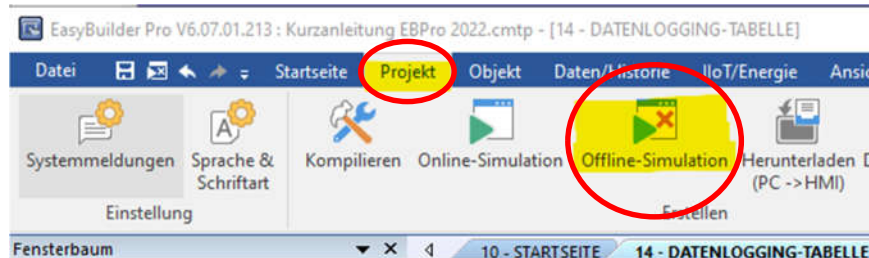 EasyBuilder Pro V6.07.01.213 : Kurzanleitung EBPro 2022.cmtp - [14 - DATENLOGGING-TABELLE]
Datei Startseite Projekt Objekt Daten/Historie IIoT/Energie
Systemmeldungen Sprache & Schriftart Kompilieren Online-Simulation Offline-Simulation Herunterladen (PC ->HMI)
Einstellung Erstellen
Fensterbaum 10 - STARTSEITE 14 - DATENLOGGING-TABELLE